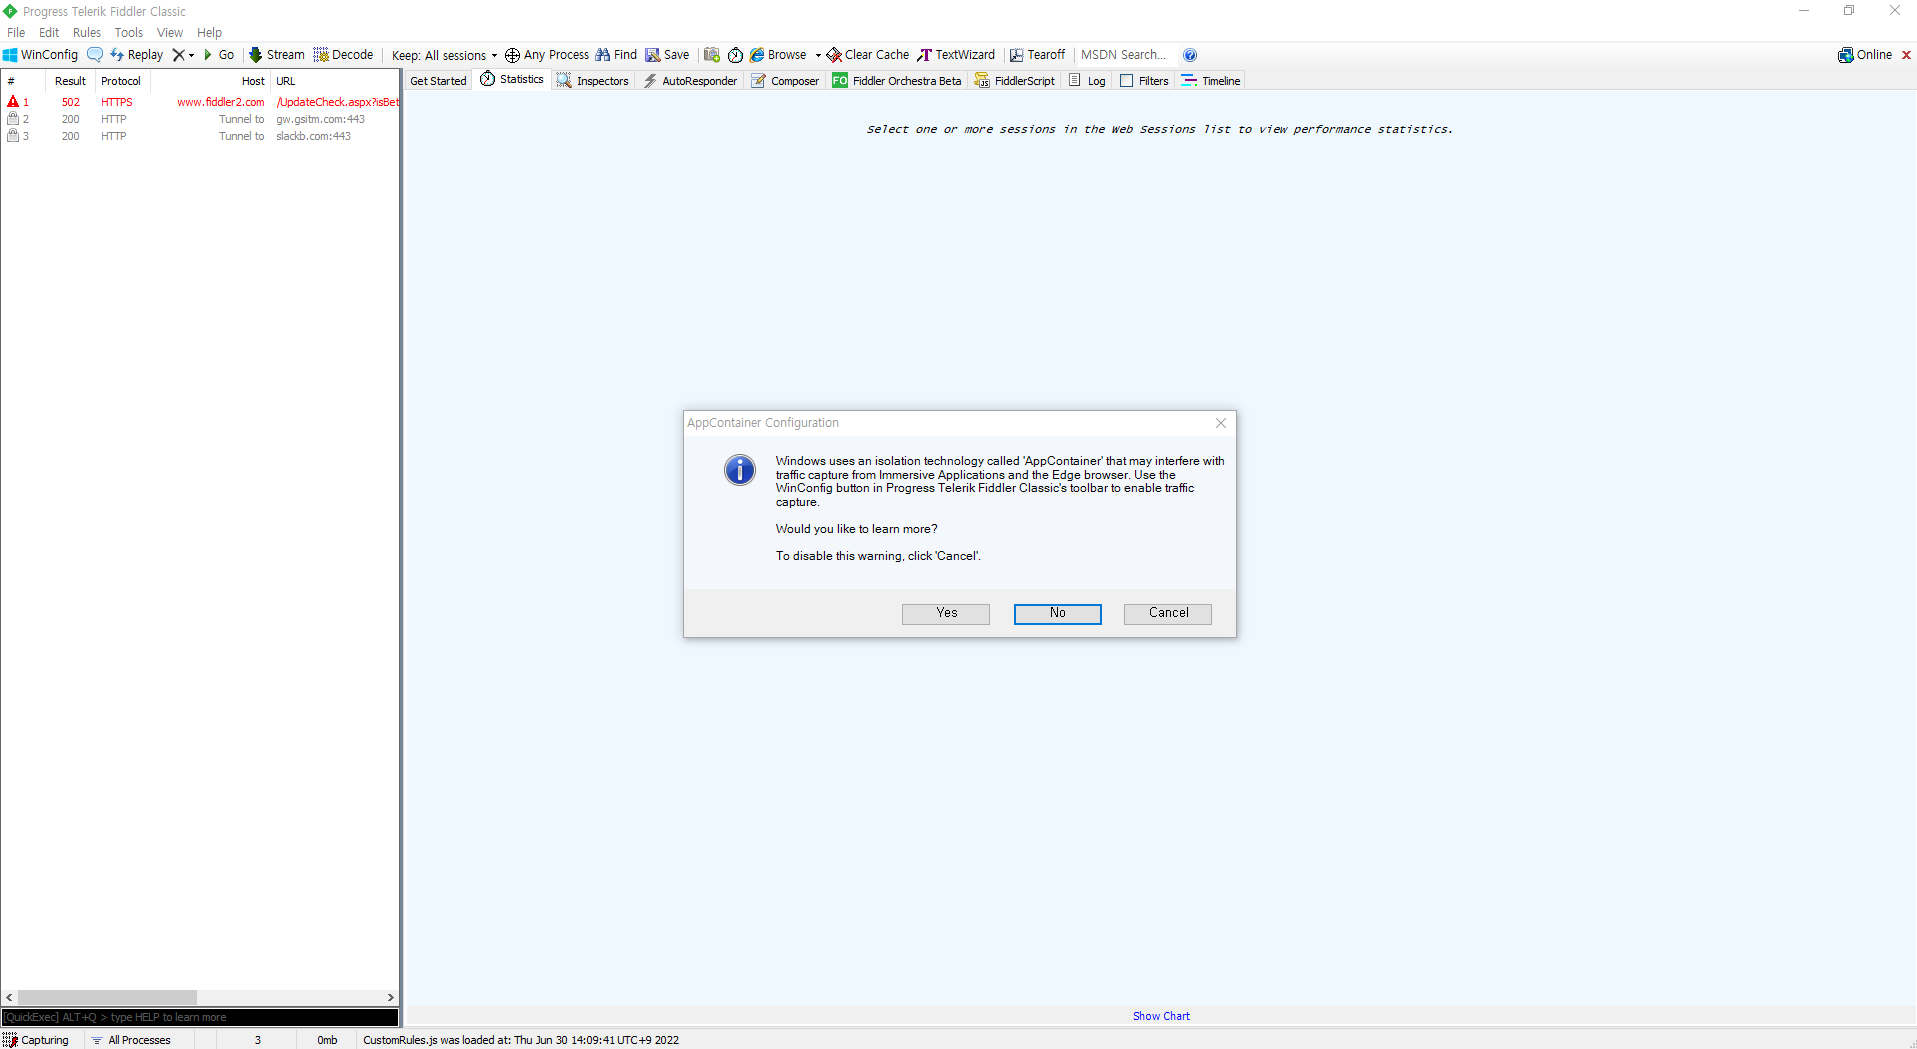 Progress Telerik Fiddler Classic
File Edit Rules Tools View Help
WinConfig Replay Go Stream Decode Keep: All sessions Any Process Find Save Browse Clear Cache TextWizard Tearoff MSDN Search... Online
# Result Protocol Host URL
1 502 HTTPS www.fiddler2.com /UpdateCheck.aspx?isBet
2 200 HTTP Tunnel to gw.gsitm.com:443
3 200 HTTP Tunnel to slackb.com:443
Get Started Statistics Inspectors AutoResponder Composer FO Fiddler Orchestra Beta FiddlerScript Log Filters Timeline
Select one or more sessions in the Web Sessions list to view performance statistics.
AppContainer Configuration
Windows uses an isolation technology called 'AppContainer' that may interfere with
traffic capture from Immersive Applications and the Edge browser. Use the
WinConfig button in Progress Telerik Fiddler Classic's toolbar to enable traffic
capture.
Would you like to learn more?
To disable this warning, click 'Cancel'.
Yes No Cancel
[QuickExec] ALT+Q > type HELP to learn more
Show Chart
Capturing All Processes 3 0mb CustomRules.js was loaded at: Thu Jun 30 14:09:41 UTC+9 2022